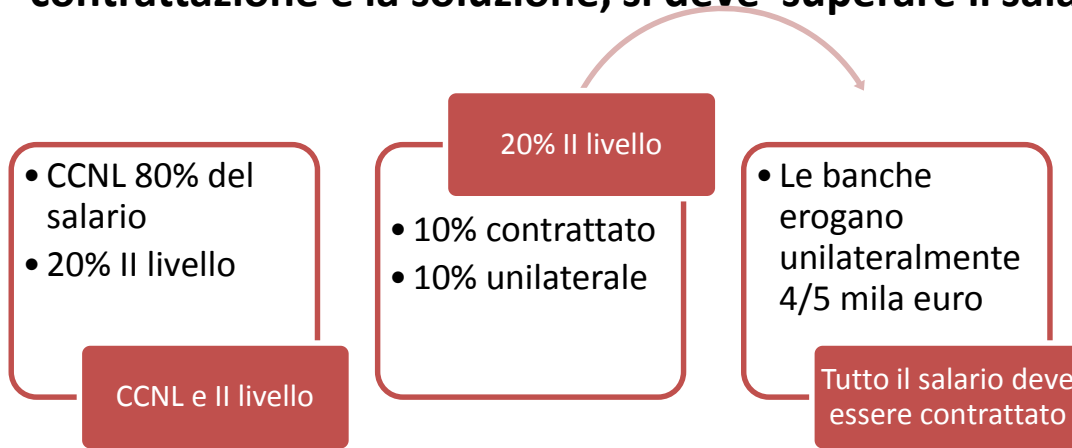 contrattazione è la soluzione, si deve superare il sala
• CCNL 80% del
salario
• 20% II livello
CCNL e II livello
20% II livello
• 10% contrattato
• 10% unilaterale
• Le banche
erogano
unilateralmente
4/5 mila euro
Tutto il salario deve
essere contrattato